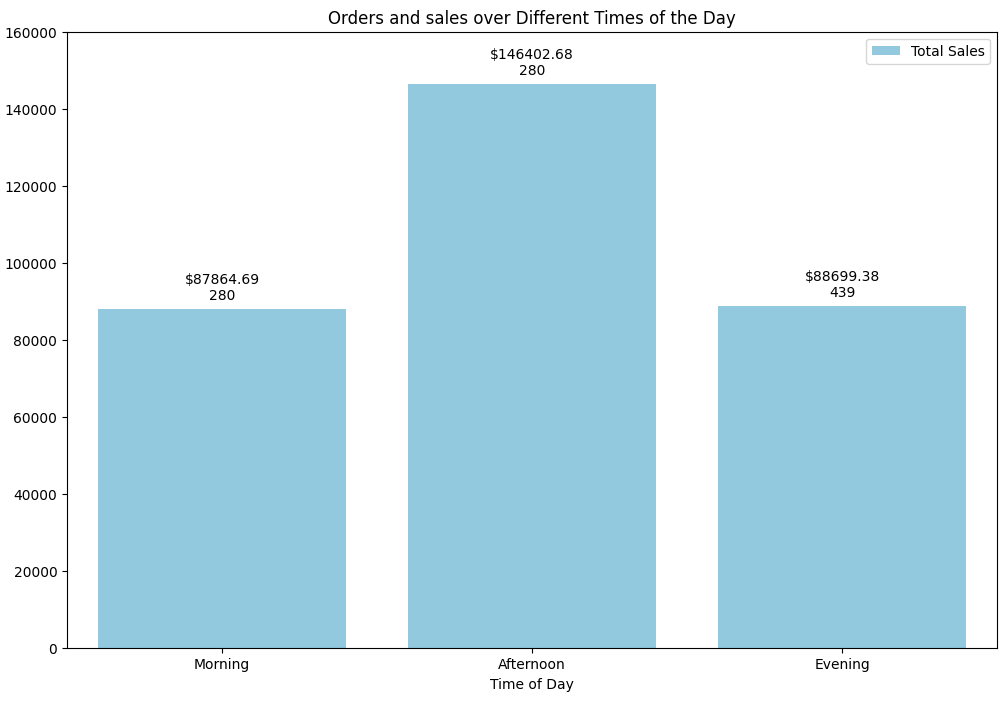 Orders and sales over Different Times of the Day
160000
140000
120000
100000
80000
60000
40000
20000
0
Total Sales
$87864.69
280
$146402.68
280
$88699.38
439
Morning
Afternoon
Evening
Time of Day